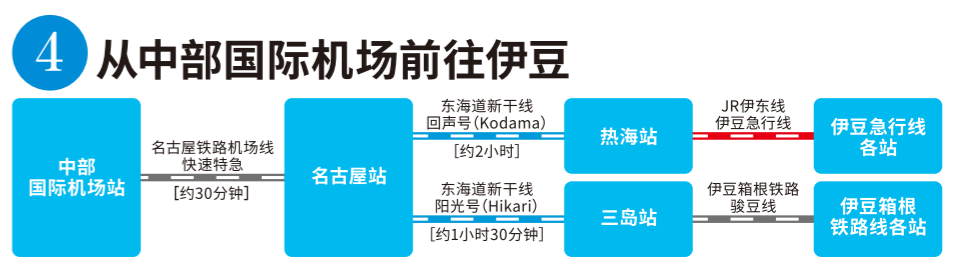 4 从中部国际机场前往伊豆
中部
国际机场站
名古屋铁路机场线
快速特急
[约30分钟]
名古屋站
东海道新干线
回声号(Kodama)
[约2小时]
热海站
JR伊东线
伊豆急行线
伊豆急行线
各站
东海道新干线
阳光号(Hikari)
[约1小时30分钟]
三岛站
伊豆箱根铁路
骏豆线
伊豆箱根
铁路线各站